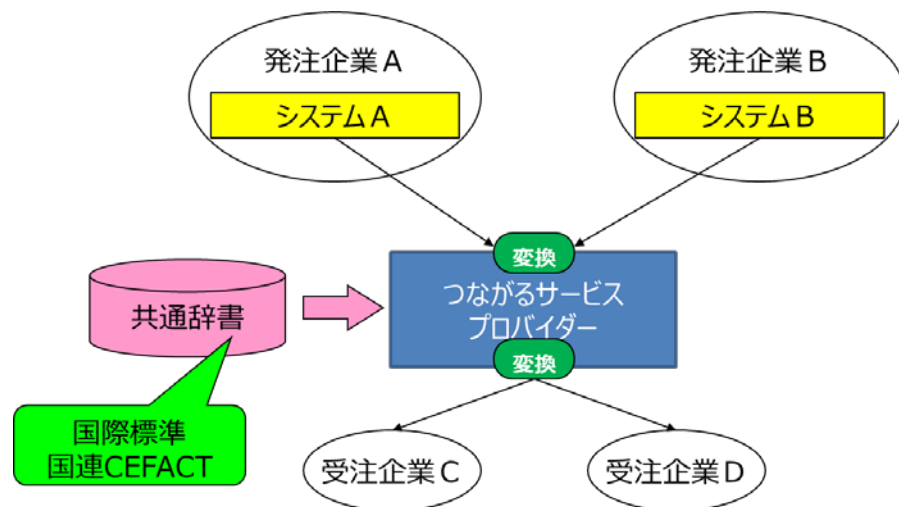 発注企業A
システムA
発注企業B
システムB
変換
つながるサービス
プロバイダー
変換
共通辞書
国際標準
国連CEFACT
受注企業C
受注企業D